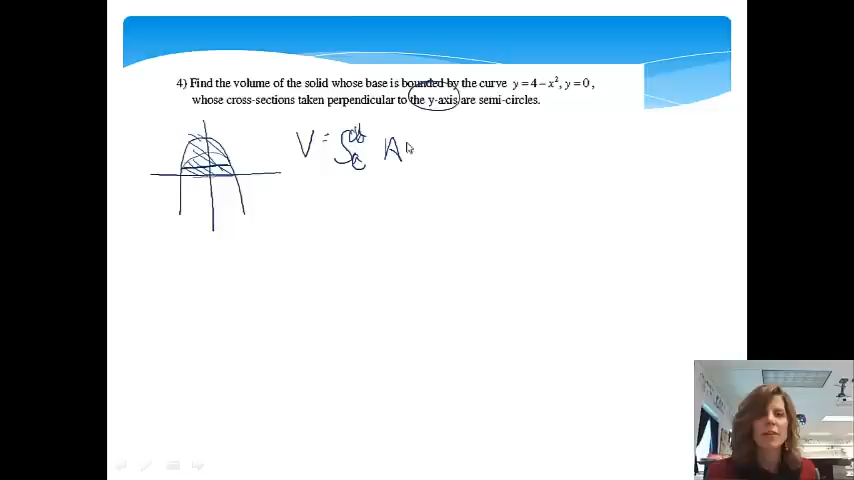 4) Find the volume of the solid whose base is bounded by the curve y = 4 − x², y = 0 ,
whose cross-sections taken perpendicular to the y-axis are semi-circles.
V = ∫ A